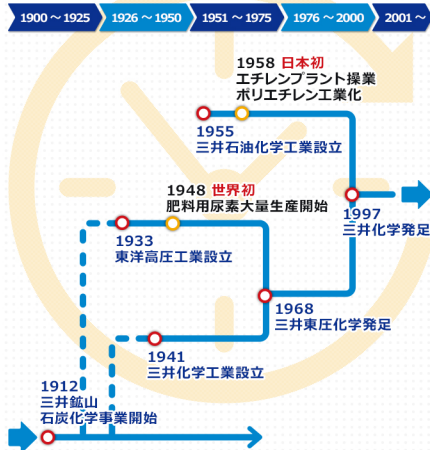 1900 ～ 1925
1926 ～ 1950
1951 ～ 1975
1976 ～ 2000
2001 ～
1958 日本初
エチレンプラント操業
ポリエチレン工業化
1955
三井石油化学工業設立
1948 世界初
肥料用尿素大量生産開始
1997
三井化学発足
1933
東洋高圧工業設立
1968
三井東圧化学発足
1941
三井化学工業設立
1912
三井鉱山
石炭化学事業開始